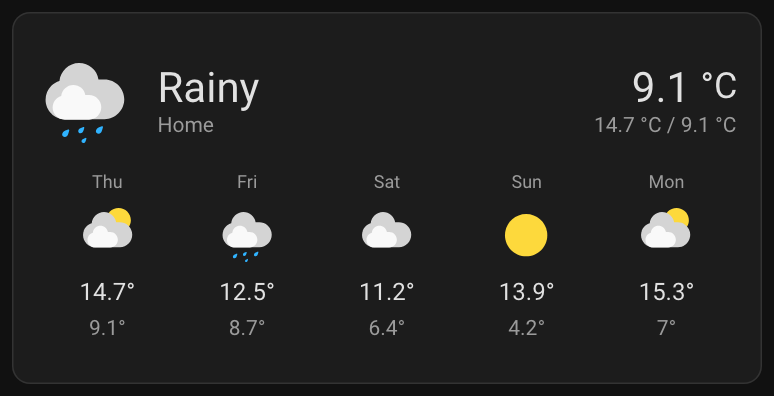 Rainy
9.1 °C
Home
14.7 °C / 9.1 °C
Thu Fri Sat Sun Mon
14.7° 12.5° 11.2° 13.9° 15.3°
9.1° 8.7° 6.4° 4.2° 7°